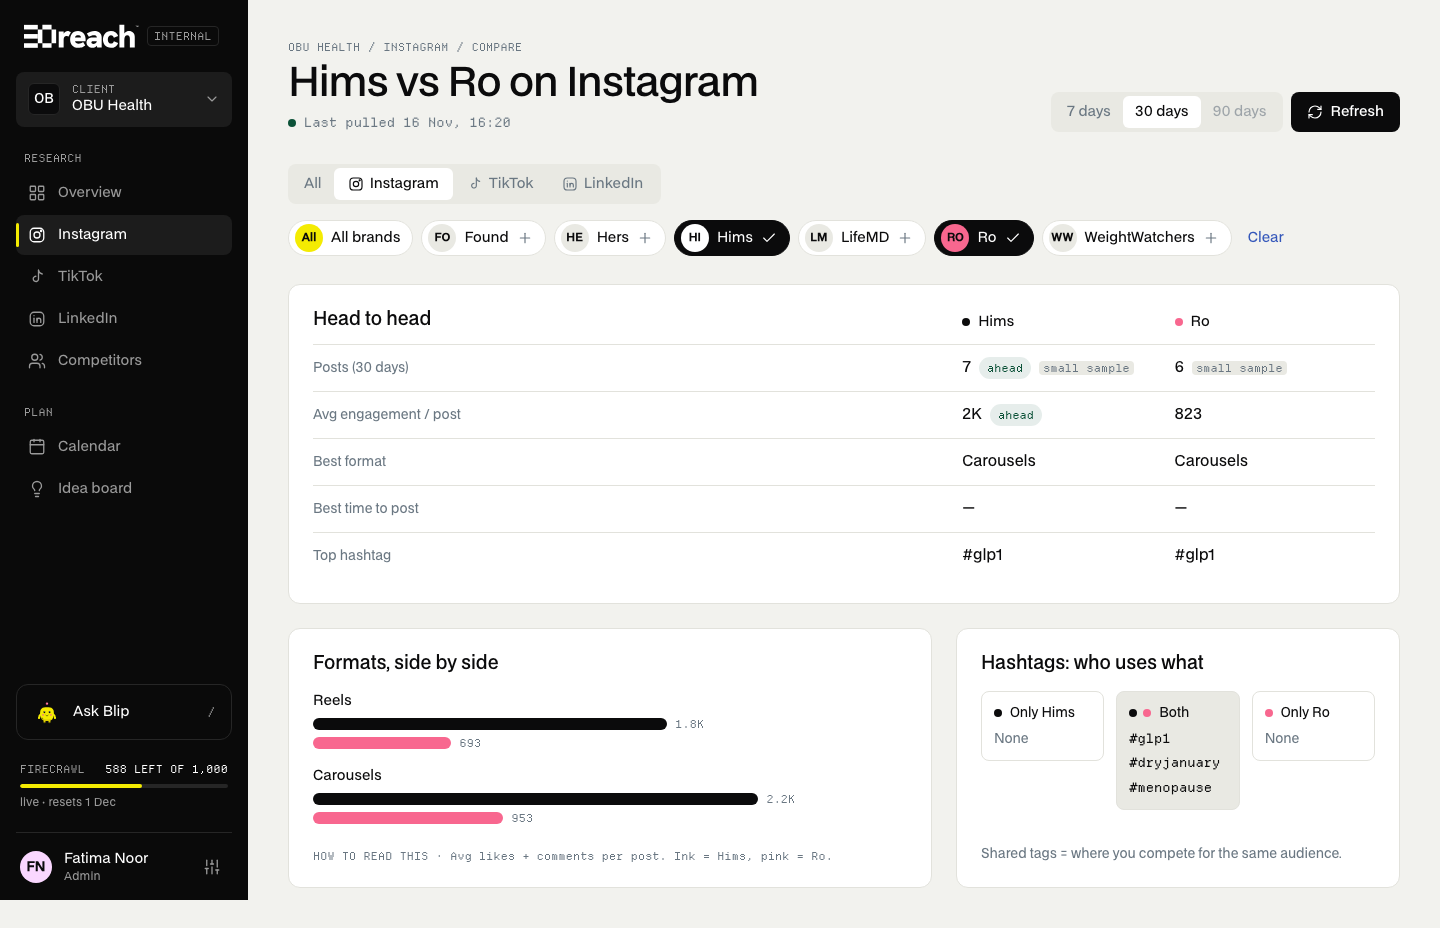 reach INTERNAL
OB CLIENT
OBU Health
RESEARCH
Overview
Instagram
TikTok
LinkedIn
Competitors
PLAN
Calendar
Idea board
Ask Blip /
FIRECRAWL 588 LEFT OF 1,000
live · resets 1 Dec
FN Fatima Noor
Admin
OBU HEALTH / INSTAGRAM / COMPARE
Hims vs Ro on Instagram
Last pulled 16 Nov, 16:20
7 days 30 days 90 days Refresh
All Instagram TikTok LinkedIn
All All brands FO Found + HE Hers + HI Hims ✓ LM LifeMD + RO Ro ✓ WW WeightWatchers + Clear
Head to head Hims Ro
Posts (30 days) 7 ahead small sample 6 small sample
Avg engagement / post 2K ahead 823
Best format Carousels Carousels
Best time to post — —
Top hashtag #glp1 #glp1
Formats, side by side
Reels
1.8K
693
Carousels
2.2K
953
HOW TO READ THIS · Avg likes + comments per post. Ink = Hims, pink = Ro.
Hashtags: who uses what
Only Hims
None
Both
#glp1
#dryjanuary
#menopause
Only Ro
None
Shared tags = where you compete for the same audience.